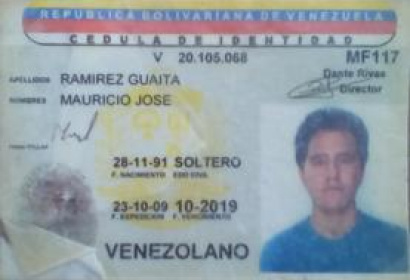 REPUBLICA BOLIVARIANA DE VENEZUELA
CEDULA DE IDENTIDAD
V 20.105.068 MF117
Dante Rivas
Director
APELLIDOS RAMIREZ GUAITA
NOMBRES MAURICIO JOSE
FIRMA TITULAR
28-11-91 SOLTERO
F. NACIMIENTO EDO CIVIL
23-10-09 10-2019
F. EXPEDICION F. VENCIMIENTO
VENEZOLANO